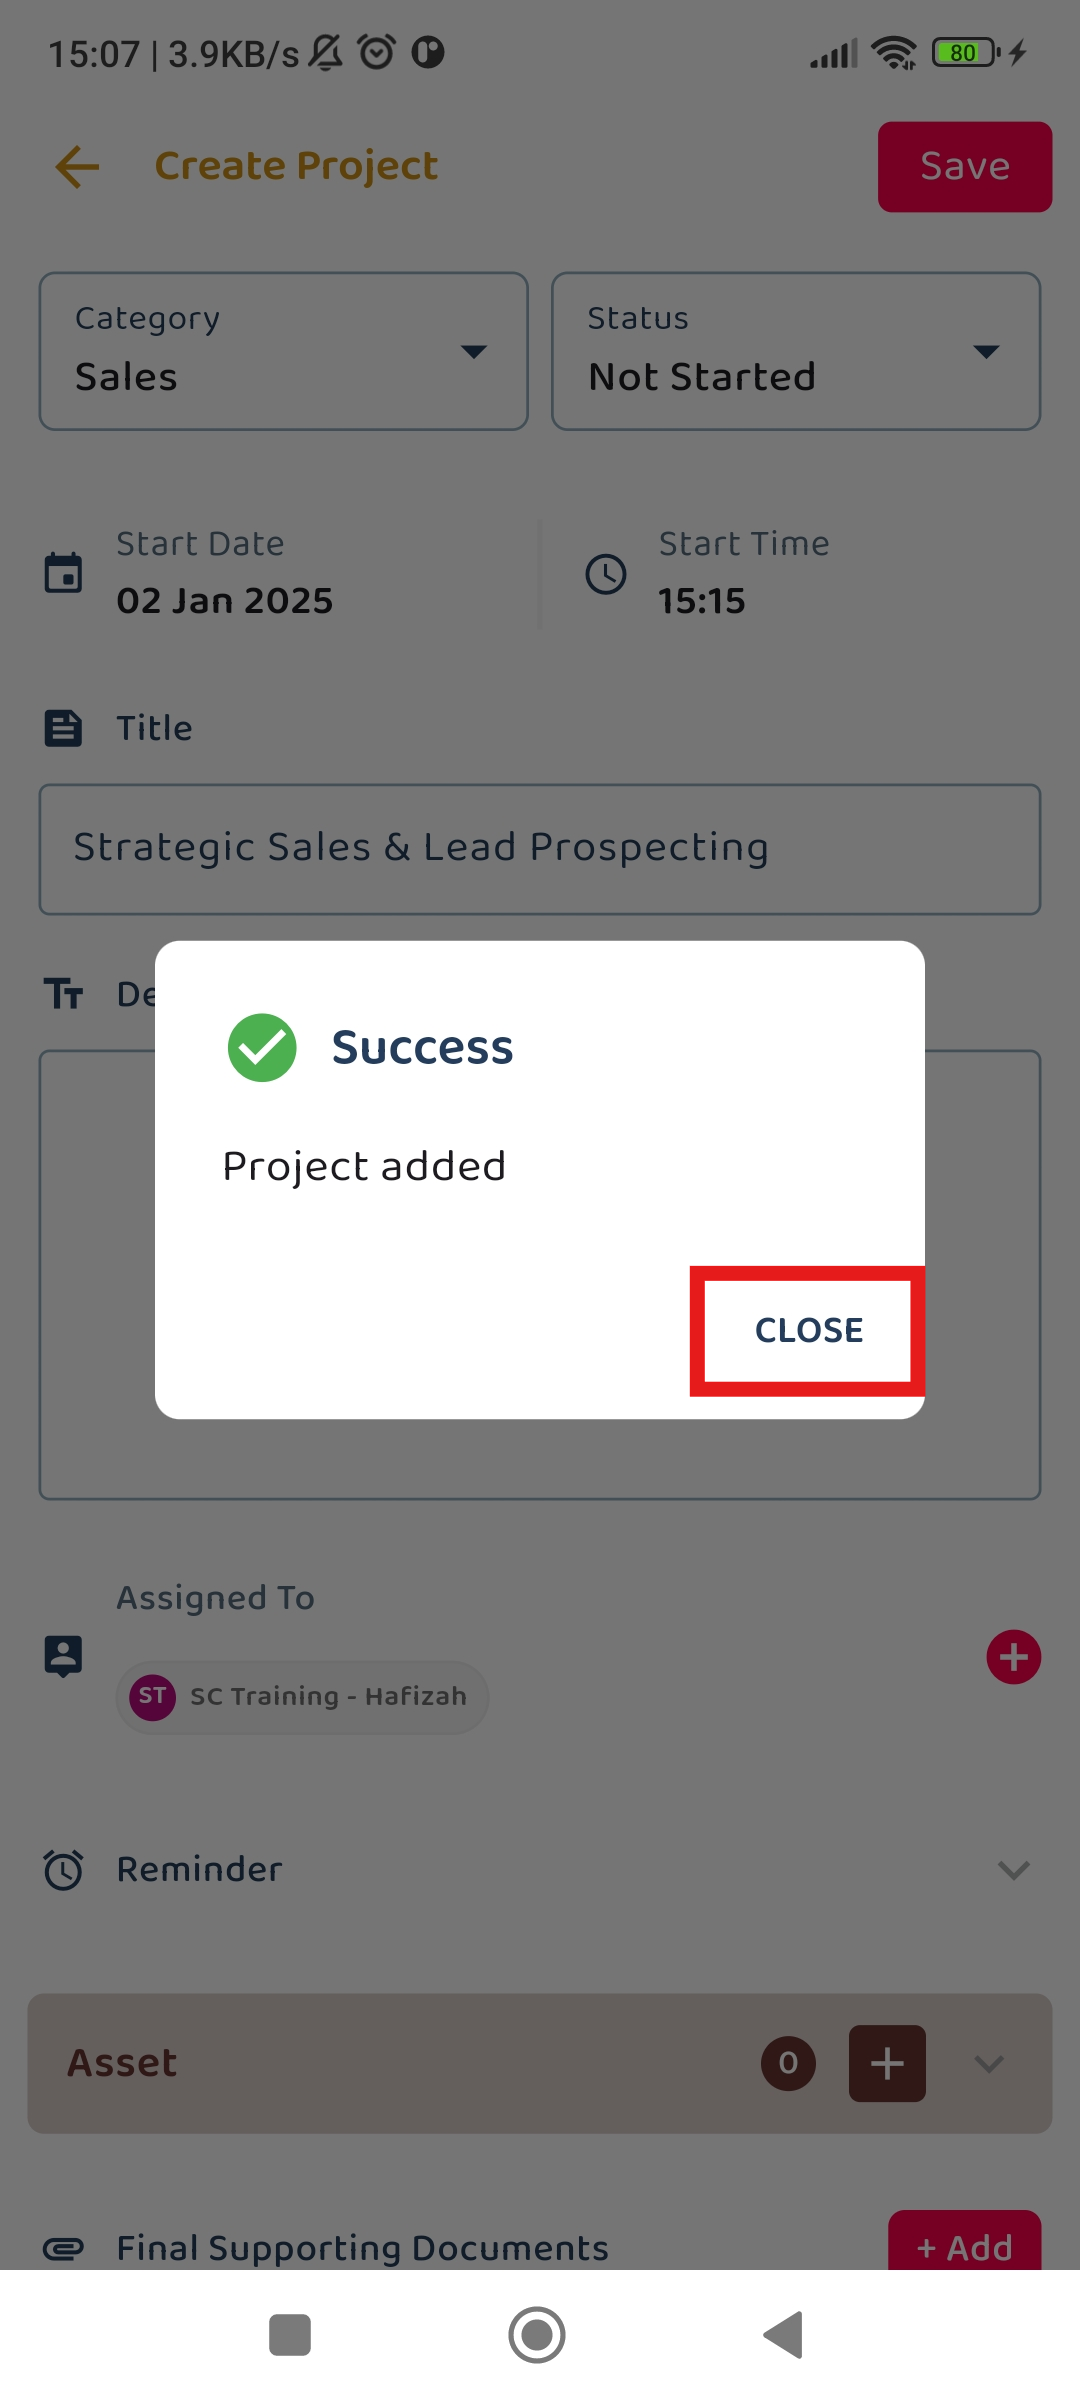 15:07 | 3.9KB/s
80
Create Project
Save
Category
Sales
Status
Not Started
Start Date
02 Jan 2025
Start Time
15:15
Title
Strategic Sales & Lead Prospecting
De
Success
Project added
CLOSE
Assigned To
ST SC Training - Hafizah
Reminder
Asset
0
+
Final Supporting Documents
+ Add